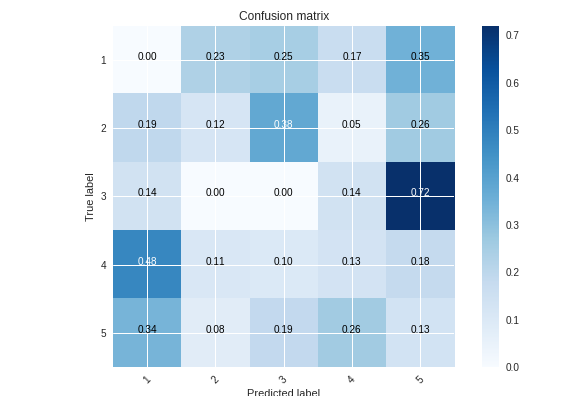 Confusion matrix
1 0.00 0.23 0.25 0.17 0.35
2 0.19 0.12 0.38 0.05 0.26
3 0.14 0.00 0.00 0.14 0.72
4 0.48 0.11 0.10 0.13 0.18
5 0.34 0.08 0.19 0.26 0.13
True label
1 2 3 4 5
Predicted label
0.7
0.6
0.5
0.4
0.3
0.2
0.1
0.0